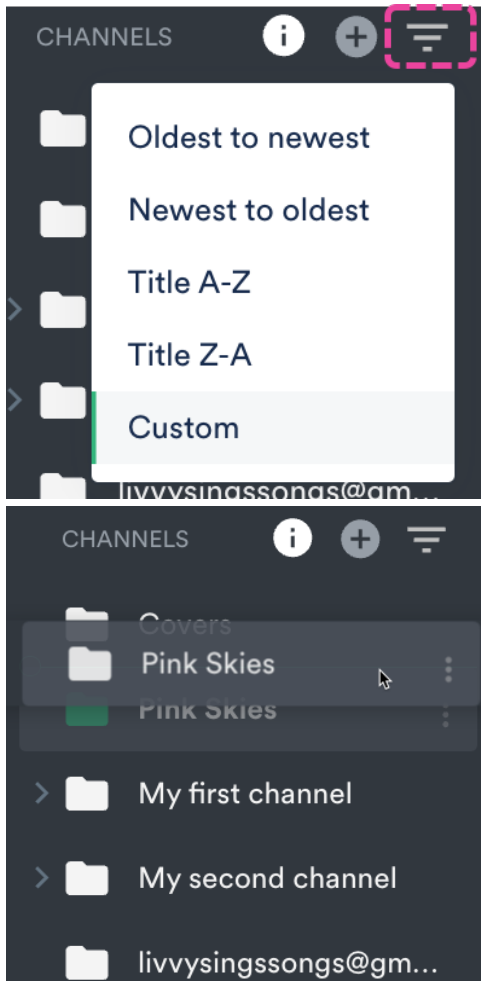 CHANNELS
Oldest to newest
Newest to oldest
Title A-Z
Title Z-A
Custom
livvysingssongs@gm...
CHANNELS
Covers
Pink Skies
Pink Skies
My first channel
My second channel
livvysingssongs@gm...